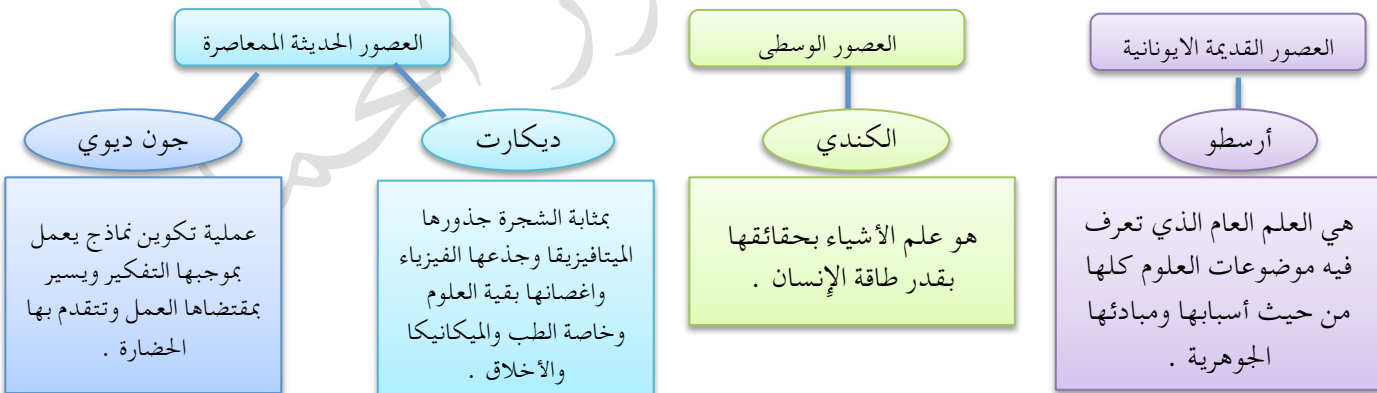 العصور القديمة الايونانية
أرسطو
هي العلم العام الذي تعرف
فيه موضوعات العلوم كلها
من حيث أسبابها ومبادئها
الجوهرية .
العصور الوسطى
الكندي
هو علم الأشياء بحقائقها
بقدر طاقة الإنسان .
العصور الحديثة الممعاصرة
ديكارت
بمثابة الشجرة جذورها
الميتافيزيقا وجذعها الفيزياء
واغصانها بقية العلوم
وخاصة الطب والميكانيكا
والأخلاق .
جون ديوي
عملية تكوين نماذج يعمل
بموجبها التفكير ويسير
بمقتضاها العمل وتتقدم بها
الحضارة .